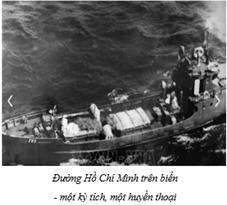 Đường Hồ Chí Minh trên biển
- một kỳ tích, một huyền thoại